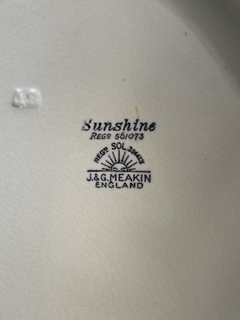 Sunshine
REGD 561073
REGD SOL 391413
J.&G. MEAKIN
ENGLAND